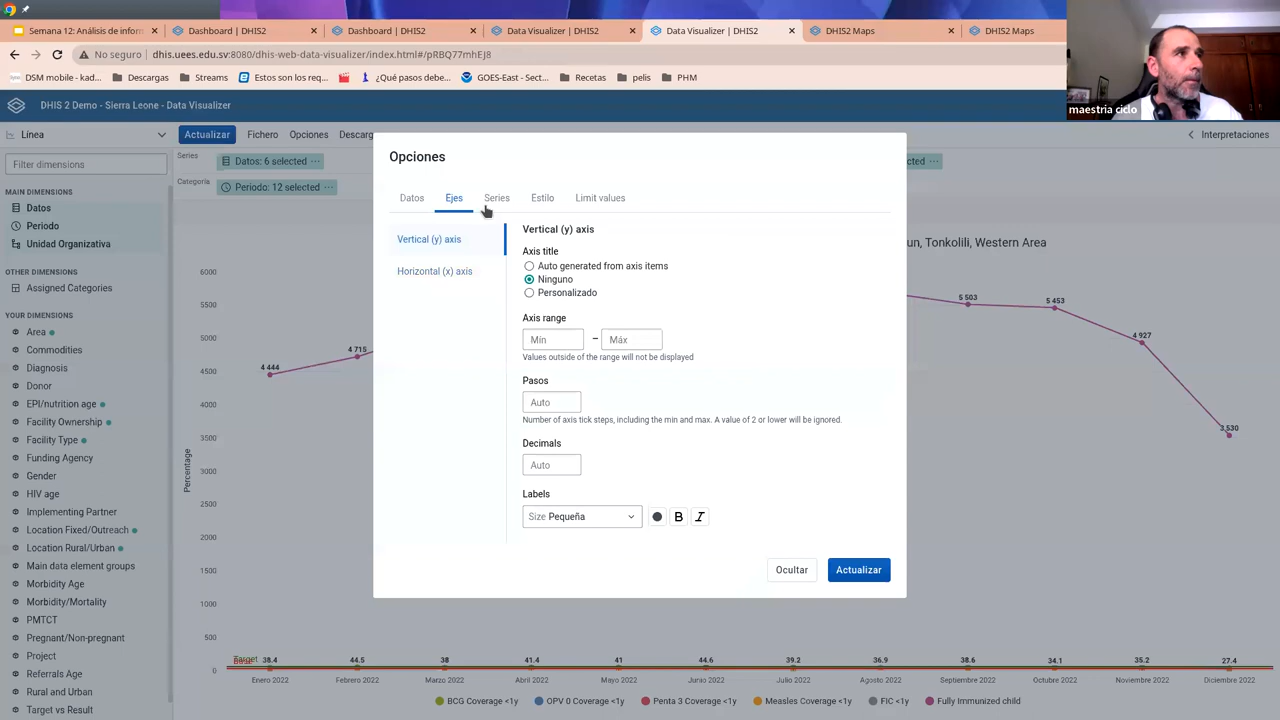 Semana 12: Análisis de infor
Dashboard | DHIS2
Dashboard | DHIS2
Data Visualizer | DHIS2
Data Visualizer | DHIS2
DHIS2 Maps
DHIS2 Maps
No seguro
dhis.uees.edu.sv:8080/dhis-web-data-visualizer/index.html#/pRBQ77mhEJ8
DSM mobile - kad...
Descargas
Streams
Estos son los req...
¿Qué pasos debe...
GOES-East - Sect...
Recetas
pelis
PHM
maestria ciclo
DHIS 2 Demo - Sierra Leone - Data Visualizer
Línea
Actualizar
Fichero
Opciones
Descarg
Interpretaciones
Filter dimensions
Series
Datos: 6 selected
cted
Categoría
Periodo: 12 selected
MAIN DIMENSIONS
Datos
Periodo
Unidad Organizativa
OTHER DIMENSIONS
Assigned Categories
YOUR DIMENSIONS
Area
Commodities
Diagnosis
Donor
EPI/nutrition age
Facility Ownership
Facility Type
Funding Agency
Gender
HIV age
Implementing Partner
Location Fixed/Outreach
Location Rural/Urban
Main data element groups
Morbidity Age
Morbidity/Mortality
PMTCT
Pregnant/Non-pregnant
Project
Referrals Age
Rural and Urban
Target vs Result
Opciones
Datos
Ejes
Series
Estilo
Limit values
Vertical (y) axis
Horizontal (x) axis
Vertical (y) axis
Axis title
Auto generated from axis items
Ninguno
Personalizado
Axis range
Mín
–
Máx
Values outside of the range will not be displayed
Pasos
Auto
Number of axis tick steps, including the min and max. A value of 2 or lower will be ignored.
Decimals
Auto
Labels
Size Pequeña
B
I
Ocultar
Actualizar
un, Tonkolili, Western Area
Percentage
6000
5500
5000
4500
4000
3500
3000
2500
2000
1500
1000
500
0
4 444
4 715
5 503
5 453
4 927
3 530
Target
38.4
44.5
38
41.4
41
44.6
39.2
36.9
38.6
34.1
35.2
27.4
Enero 2022
Febrero 2022
Marzo 2022
Abril 2022
Mayo 2022
Junio 2022
Julio 2022
Agosto 2022
Septiembre 2022
Octubre 2022
Noviembre 2022
Diciembre 2022
BCG Coverage <1y
OPV 0 Coverage <1y
Penta 3 Coverage <1y
Measles Coverage <1y
FIC <1y
Fully Immunized child